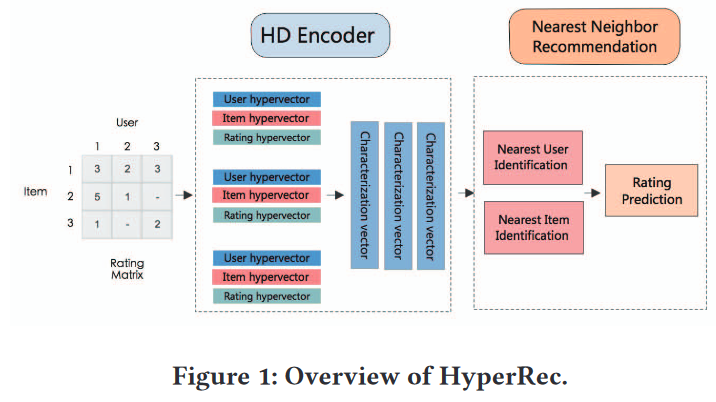 HD Encoder
Nearest Neighbor
Recommendation
User
1 2 3
Item
1 3 2 3
2 5 1 -
3 1 - 2
Rating
Matrix
User hypervector
Item hypervector
Rating hypervector
User hypervector
Item hypervector
Rating hypervector
User hypervector
Item hypervector
Rating hypervector
Characterization vector
Characterization vector
Characterization vector
Nearest User
Identification
Nearest Item
Identification
Rating
Prediction
Figure 1: Overview of HyperRec.